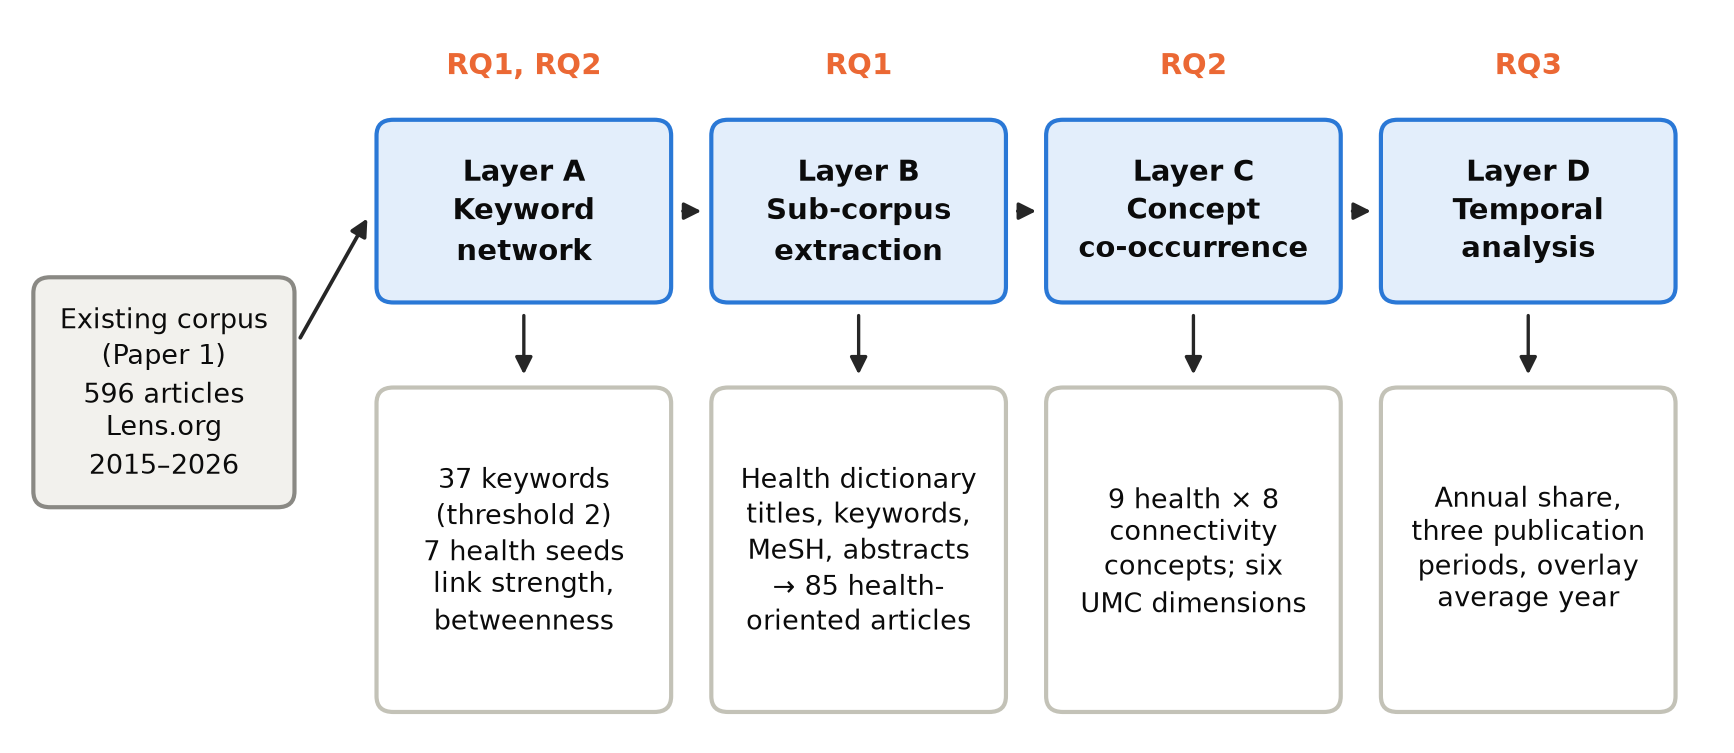 RQ1, RQ2
RQ1
RQ2
RQ3
Layer A
Keyword
network
Layer B
Sub-corpus
extraction
Layer C
Concept
co-occurrence
Layer D
Temporal
analysis
Existing corpus
(Paper 1)
596 articles
Lens.org
2015–2026
37 keywords
(threshold 2)
7 health seeds
link strength,
betweenness
Health dictionary
titles, keywords,
MeSH, abstracts
→ 85 health-
oriented articles
9 health × 8
connectivity
concepts; six
UMC dimensions
Annual share,
three publication
periods, overlay
average year